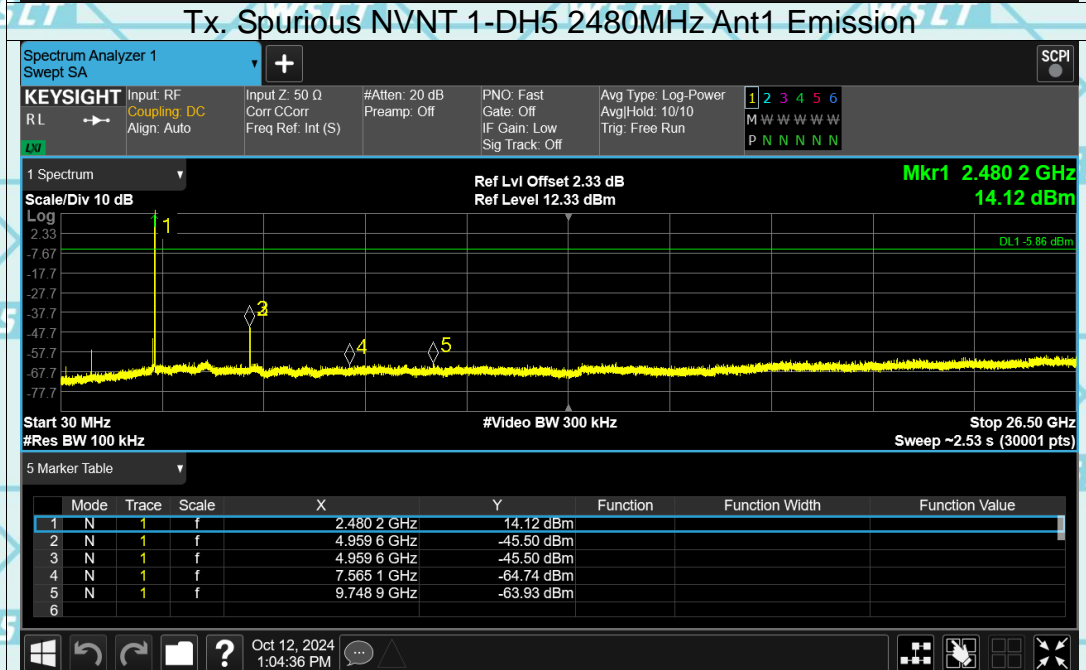 Tx. Spurious NVNT 1-DH5 2480MHz Ant1 Emission
Spectrum Analyzer 1
Swept SA
+
SCPI
KEYSIGHT
RL
LXI
Input: RF
Coupling: DC
Align: Auto
Input Z: 50 Ω
Corr CCorr
Freq Ref: Int (S)
#Atten: 20 dB
Preamp: Off
PNO: Fast
Gate: Off
IF Gain: Low
Sig Track: Off
Avg Type: Log-Power
Avg|Hold: 10/10
Trig: Free Run
1 2 3 4 5 6
M W W W W W
P N N N N N
1 Spectrum
Ref Lvl Offset 2.33 dB
Mkr1 2.480 2 GHz
Scale/Div 10 dB
Ref Level 12.33 dBm
14.12 dBm
Log
1
2.33
DL1 -5.86 dBm
-7.67
-17.7
-27.7
-37.7
-47.7
4
5
-57.7
-67.7
-77.7
Start 30 MHz
#Video BW 300 kHz
Stop 26.50 GHz
#Res BW 100 kHz
Sweep ~2.53 s (30001 pts)
5 Marker Table
Mode Trace Scale X Y Function Function Width Function Value
1 N 1 f 2.480 2 GHz 14.12 dBm
2 N 1 f 4.959 6 GHz -45.50 dBm
3 N 1 f 4.959 6 GHz -45.50 dBm
4 N 1 f 7.565 1 GHz -64.74 dBm
5 N 1 f 9.748 9 GHz -63.93 dBm
6
?
Oct 12, 2024
1:04:36 PM